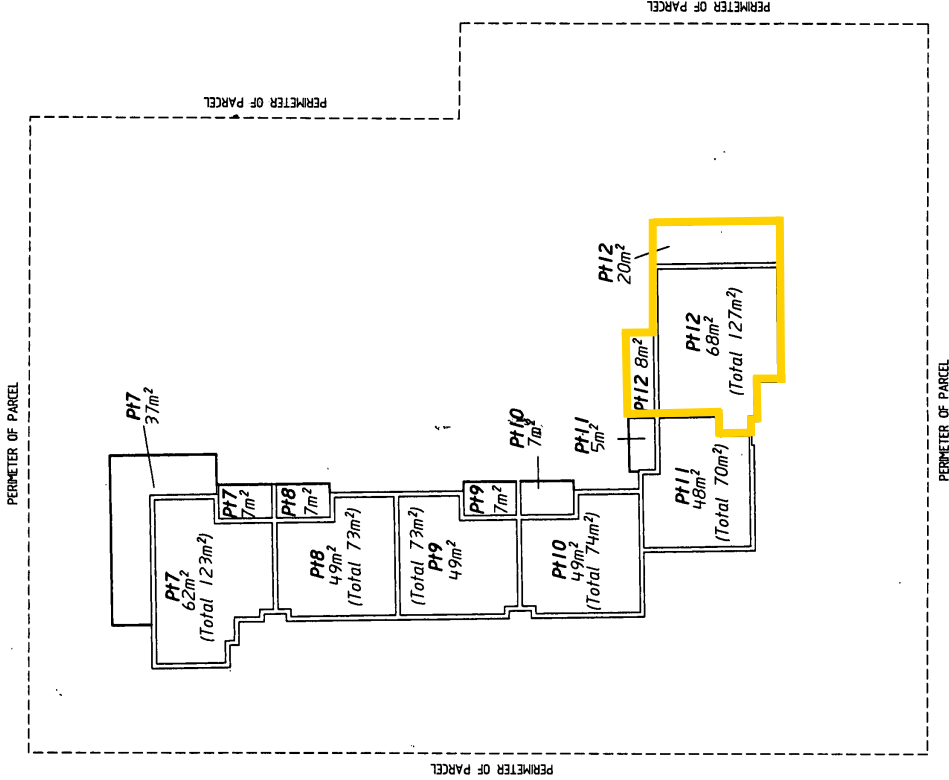 PERIMETER OF PARCEL
PERIMETER OF PARCEL
Pt12
20m²
Pt12
68m²
(Total 127m²)
Pt12 8m²
PERIMETER OF PARCEL
PERIMETER OF PARCEL
Pt7
37m²
Pt10
7m²
Pt11
5m²
Pt11
48m²
(Total 70m²)
Pt7
7m²
Pt8
7m²
Pt9
7m²
Pt7
62m²
(Total 123m²)
Pt8
49m²
(Total 73m²)
(Total 73m²)
Pt9
49m²
Pt10
49m²
(Total 74m²)
PERIMETER OF PARCEL